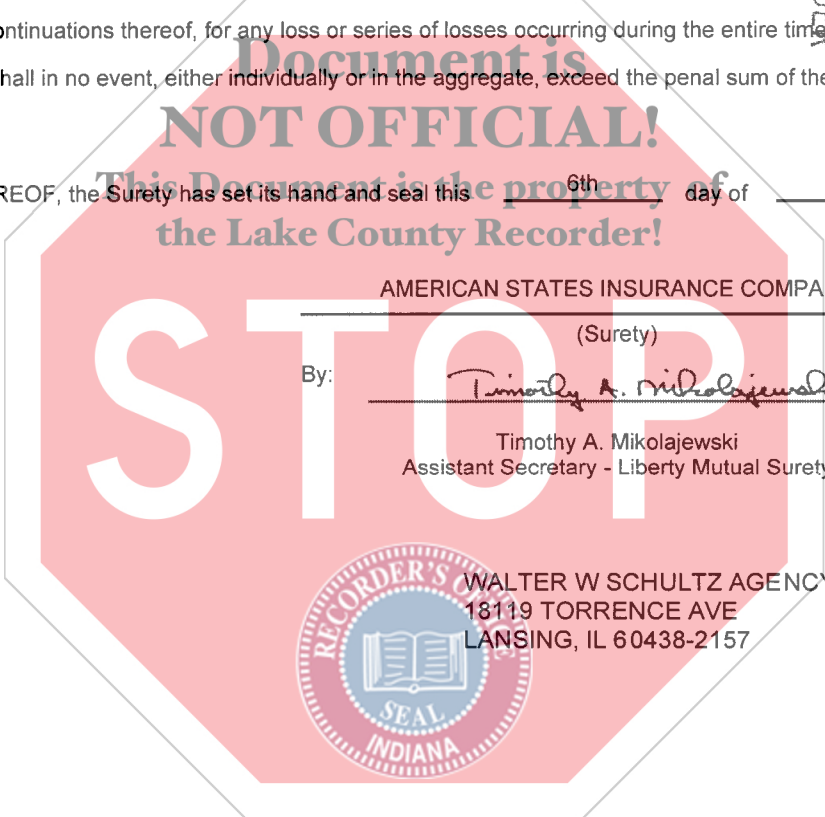 ontinuations thereof, for any loss or series of losses occurring during the entire time
Document is
hall in no event, either individually or in the aggregate, exceed the penal sum of the
NOT OFFICIAL!
This Document is the property of
REOF, the Surety has set its hand and seal this 6th day of
the Lake County Recorder!
AMERICAN STATES INSURANCE COMPA
(Surety)
By: Timothy A. Mikolajewsk
STOP
Timothy A. Mikolajewski
Assistant Secretary - Liberty Mutual Surety
WALTER W SCHULTZ AGENCY
18119 TORRENCE AVE
LANSING, IL 60438-2157
RECORDER'S OFFICE
SEAL
INDIANA